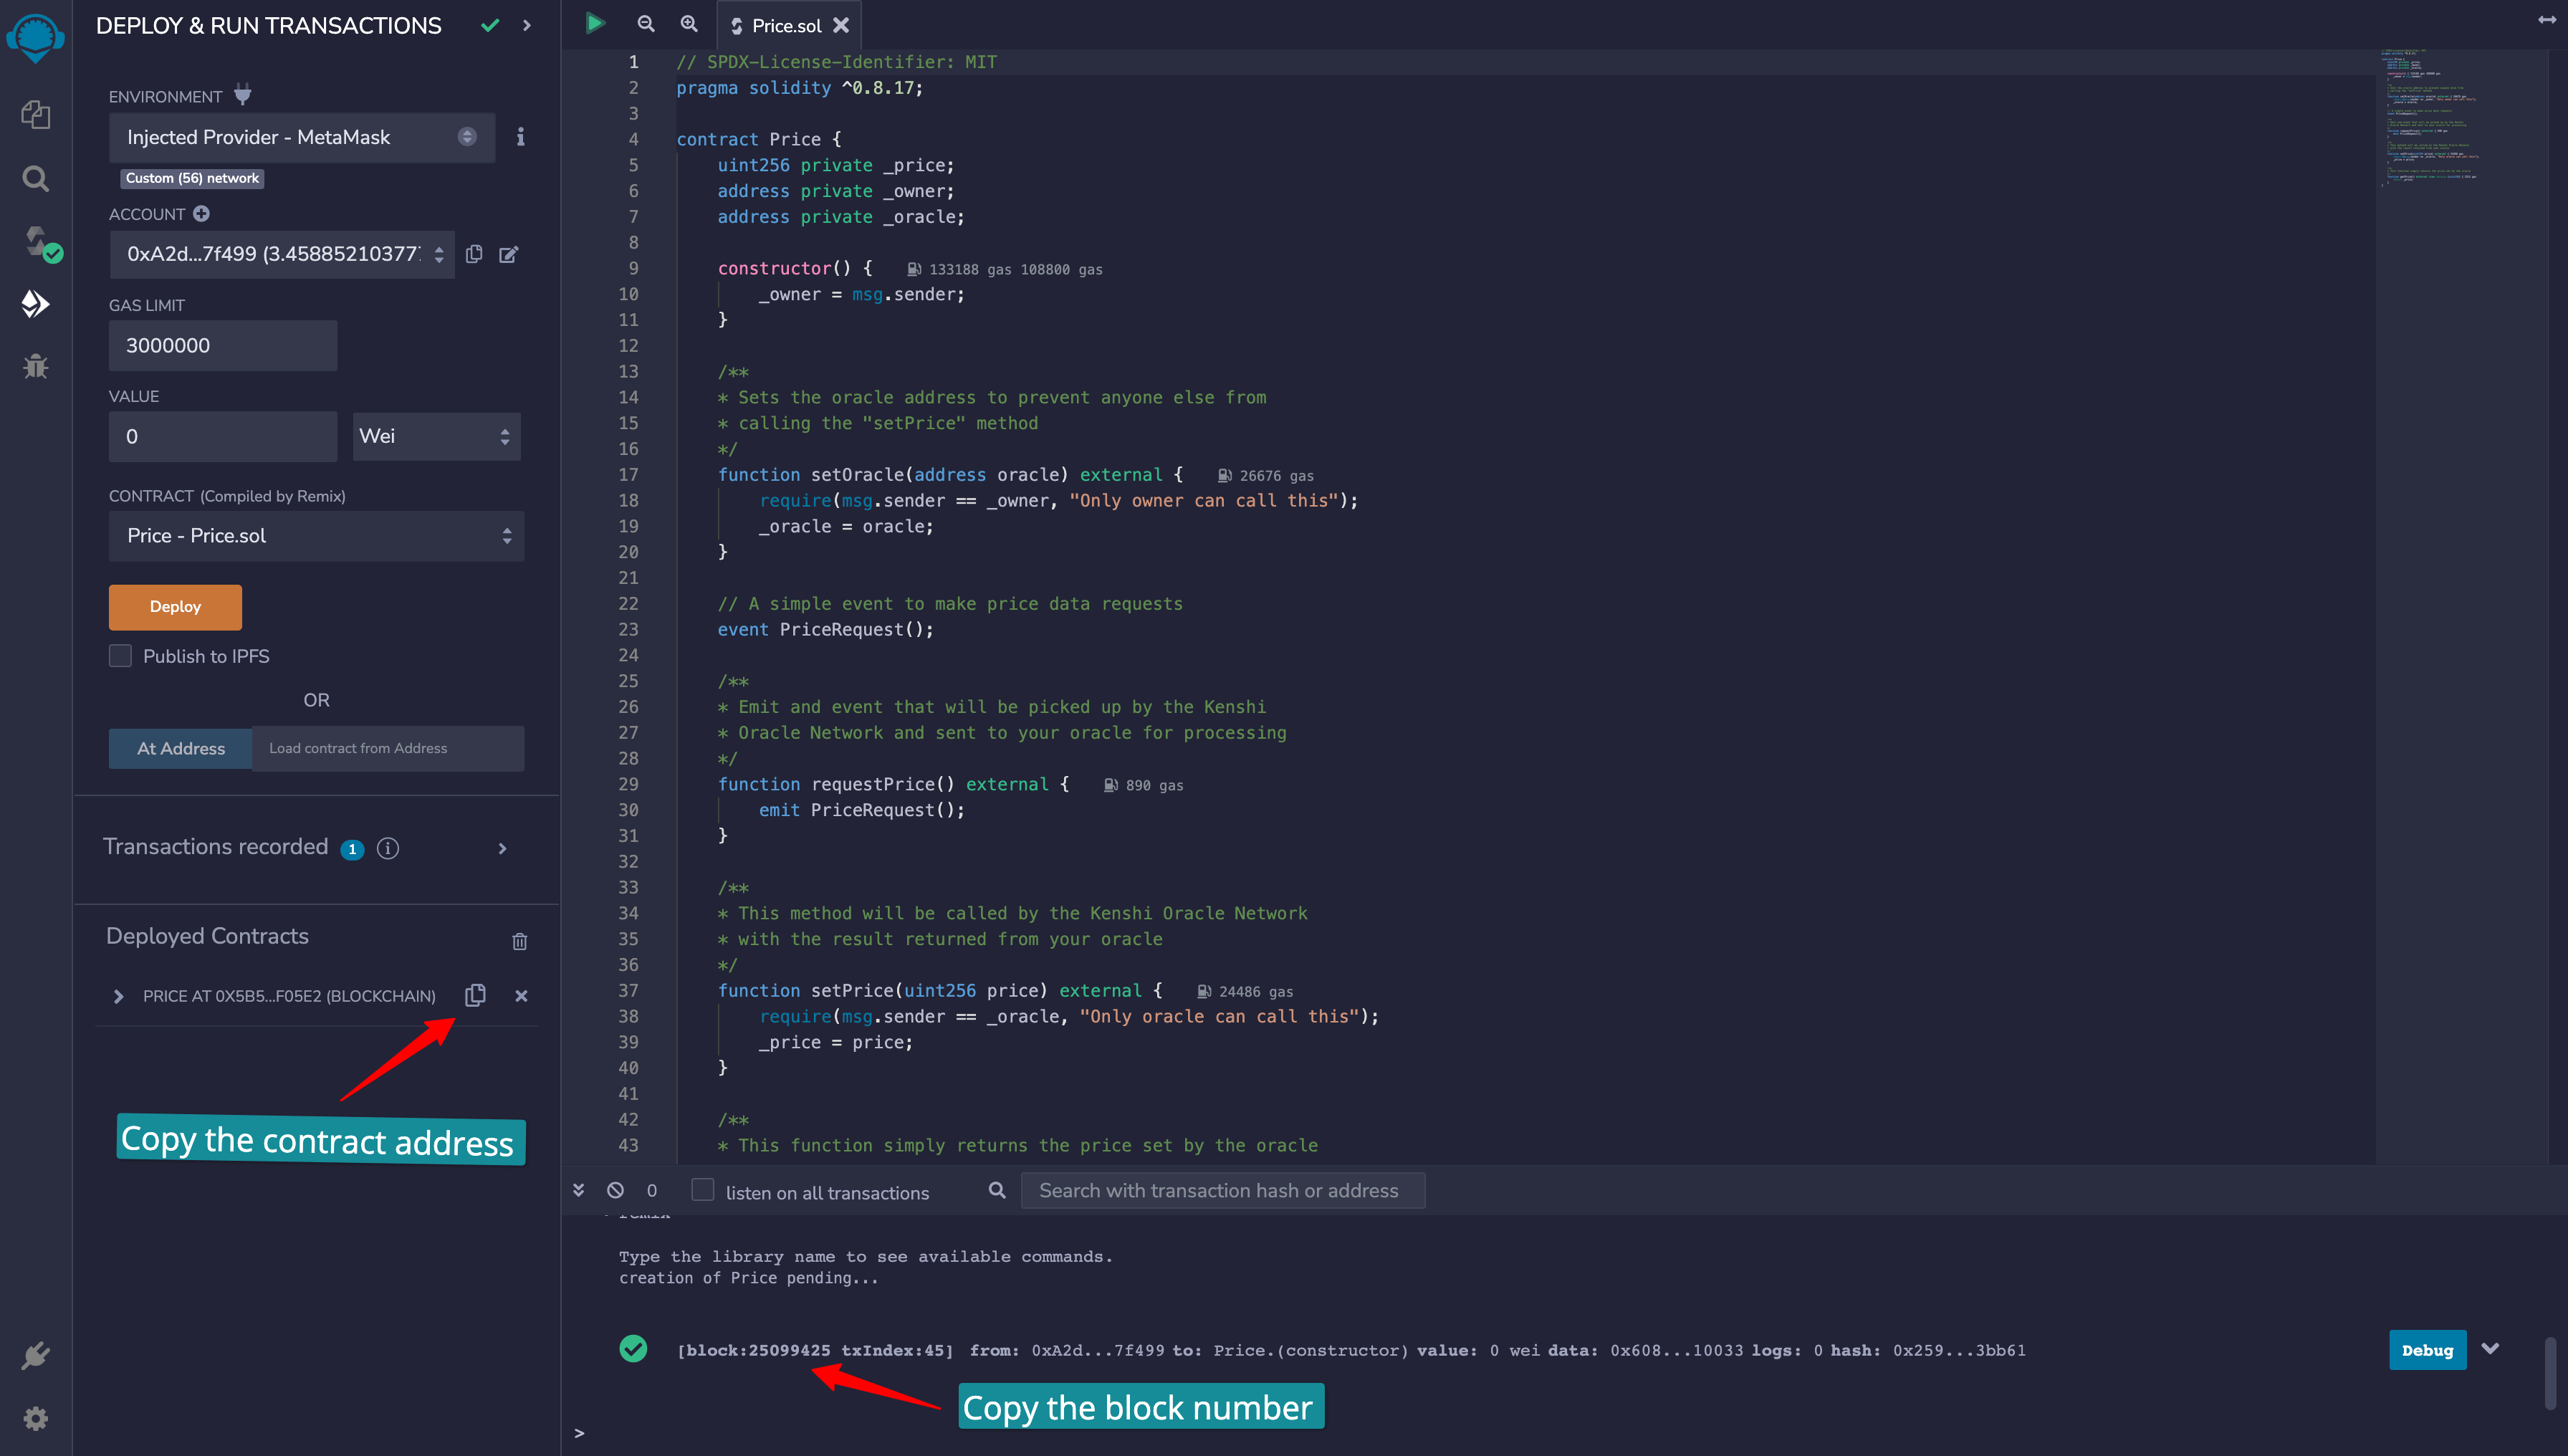 DEPLOY & RUN TRANSACTIONS
ENVIRONMENT
Injected Provider - MetaMask
Custom (56) network
ACCOUNT
0xA2d...7f499 (3.45885210377
GAS LIMIT
3000000
VALUE
0
Wei
CONTRACT (Compiled by Remix)
Price - Price.sol
Deploy
Publish to IPFS
OR
At Address
Load contract from Address
Transactions recorded 1 i
Deployed Contracts
PRICE AT 0X5B5...F05E2 (BLOCKCHAIN)
Copy the contract address
Price.sol
1 // SPDX-License-Identifier: MIT
2 pragma solidity ^0.8.17;
3
4 contract Price {
5 uint256 private _price;
6 address private _owner;
7 address private _oracle;
8
9 constructor() { 133188 gas 108800 gas
10 _owner = msg.sender;
11 }
12
13 /**
14 * Sets the oracle address to prevent anyone else from
15 * calling the "setPrice" method
16 */
17 function setOracle(address oracle) external { 26676 gas
18 require(msg.sender == _owner, "Only owner can call this");
19 _oracle = oracle;
20 }
21
22 // A simple event to make price data requests
23 event PriceRequest();
24
25 /**
26 * Emit and event that will be picked up by the Kenshi
27 * Oracle Network and sent to your oracle for processing
28 */
29 function requestPrice() external { 890 gas
30 emit PriceRequest();
31 }
32
33 /**
34 * This method will be called by the Kenshi Oracle Network
35 * with the result returned from your oracle
36 */
37 function setPrice(uint256 price) external { 24486 gas
38 require(msg.sender == _oracle, "Only oracle can call this");
39 _price = price;
40 }
41
42 /**
43 * This function simply returns the price set by the oracle
0 listen on all transactions Search with transaction hash or address
remix
Type the library name to see available commands.
creation of Price pending...
[block:25099425 txIndex:45] from: 0xA2d...7f499 to: Price.(constructor) value: 0 wei data: 0x608...10033 logs: 0 hash: 0x259...3bb61
Debug
Copy the block number
>